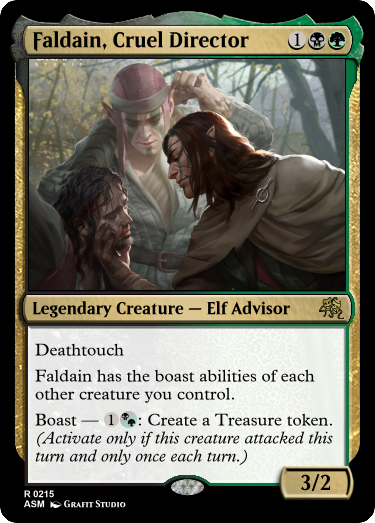 Faldain, Cruel Director 1
Legendary Creature — Elf Advisor
Deathtouch
Faldain has the boast abilities of each
other creature you control.
Boast — 1 : Create a Treasure token.
(Activate only if this creature attacked this
turn and only once each turn.)
3/2
R 0215
ASM Grafit Studio